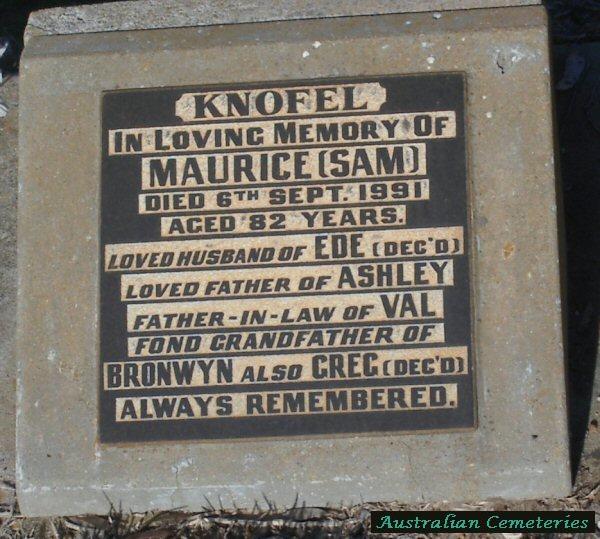 KNOFEL
IN LOVING MEMORY OF
MAURICE (SAM)
DIED 6TH SEPT. 1991
AGED 82 YEARS.
LOVED HUSBAND OF EDE (DEC'D)
LOVED FATHER OF ASHLEY
FATHER-IN-LAW OF VAL
FOND GRANDFATHER OF
BRONWYN ALSO GREG (DEC'D)
ALWAYS REMEMBERED.
Australian Cemeteries